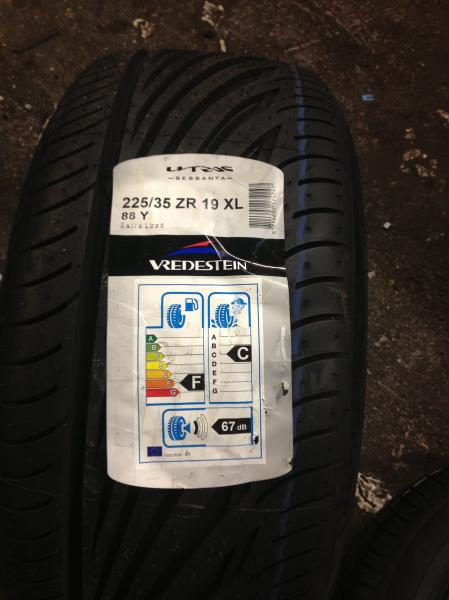 ULTRAC
SESSANTA
225/35 ZR 19 XL
88 Y
Extra Load
VREDESTEIN
A
B
C
D
E
F
G
F
A
B
C
D
E
F
G
C
67 dB